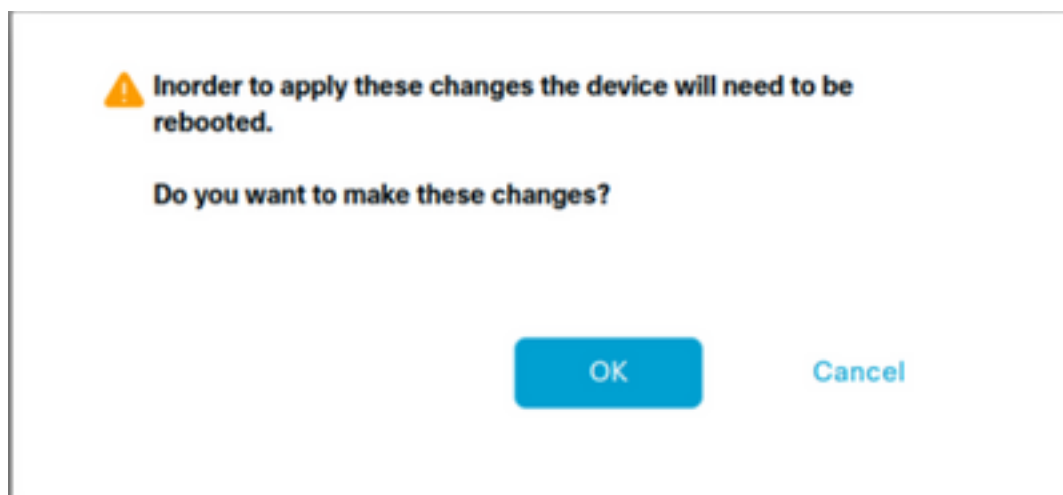 Inorder to apply these changes the device will need to be
rebooted.
Do you want to make these changes?
OK
Cancel